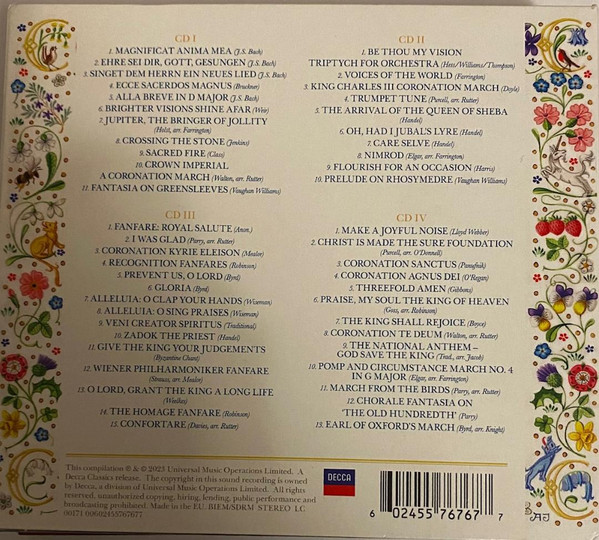 CD I
1. MAGNIFICAT ANIMA MEA (J.S. Bach)
2. EHRE SEI DIR, GOTT, GESUNGEN (J.S. Bach)
3. SINGET DEM HERRN EIN NEUES LIED (J.S. Bach)
4. ECCE SACERDOS MAGNUS (Bruckner)
5. ALLA BREVE IN D MAJOR (J.S. Bach)
6. BRIGHTER VISIONS SHINE AFAR (Weir)
7. JUPITER, THE BRINGER OF JOLLITY
(Holst, arr. Farrington)
8. CROSSING THE STONE (Jenkins)
9. SACRED FIRE (Glass)
10. CROWN IMPERIAL
A CORONATION MARCH (Walton, arr. Rutter)
11. FANTASIA ON GREENSLEEVES (Vaughan Williams)
CD II
1. BE THOU MY VISION
TRIPTYCH FOR ORCHESTRA (Hess/Williams/Thompson)
2. VOICES OF THE WORLD (Farrington)
3. KING CHARLES III CORONATION MARCH (Doyle)
4. TRUMPET TUNE (Purcell, arr. Rutter)
5. THE ARRIVAL OF THE QUEEN OF SHEBA
(Handel)
6. OH, HAD I JUBAL'S LYRE (Handel)
7. CARE SELVE (Handel)
8. NIMROD (Elgar, arr. Farrington)
9. FLOURISH FOR AN OCCASION (Harris)
10. PRELUDE ON RHOSYMEDRE (Vaughan Williams)
CD III
1. FANFARE: ROYAL SALUTE (Anon.)
2. I WAS GLAD (Parry, arr. Rutter)
3. CORONATION KYRIE ELEISON (Mealor)
4. RECOGNITION FANFARES (Robinson)
5. PREVENT US, O LORD (Byrd)
6. GLORIA (Byrd)
7. ALLELUIA: O CLAP YOUR HANDS (Wiseman)
8. ALLELUIA: O SING PRAISES (Wiseman)
9. VENI CREATOR SPIRITUS (Traditional)
10. ZADOK THE PRIEST (Handel)
11. GIVE THE KING YOUR JUDGEMENTS
(Byzantine Chant)
12. WIENER PHILHARMONIKER FANFARE
(Strauss, arr. Mealor)
13. O LORD, GRANT THE KING A LONG LIFE
(Weelkes)
14. THE HOMAGE FANFARE (Robinson)
15. CONFORTARE (Davies, arr. Rutter)
CD IV
1. MAKE A JOYFUL NOISE (Lloyd Webber)
2. CHRIST IS MADE THE SURE FOUNDATION
(Purcell, arr. O'Donnell)
3. CORONATION SANCTUS (Panufnik)
4. CORONATION AGNUS DEI (O'Regan)
5. THREEFOLD AMEN (Gibbons)
6. PRAISE, MY SOUL THE KING OF HEAVEN
(Goss, arr. Robinson)
7. THE KING SHALL REJOICE (Boyce)
8. CORONATION TE DEUM (Walton, arr. Rutter)
9. THE NATIONAL ANTHEM –
GOD SAVE THE KING (Trad., arr. Jacob)
10. POMP AND CIRCUMSTANCE MARCH NO. 4
IN G MAJOR (Elgar, arr. Farrington)
11. MARCH FROM THE BIRDS (Parry, arr. Rutter)
12. CHORALE FANTASIA ON
'THE OLD HUNDREDTH' (Parry)
13. EARL OF OXFORD'S MARCH (Byrd, arr. Knight)
This compilation ℗ & © 2023 Universal Music Operations Limited. A
Decca Classics release. The copyright in this sound recording is owned
by Decca, a division of Universal Music Operations Limited. All rights
reserved, unauthorized copying, hiring, lending, public performance and
broadcasting prohibited. Made in the EU. BIEM/SDRM STEREO LC
00171 00602455767677
DECCA
6 02455 76767 7